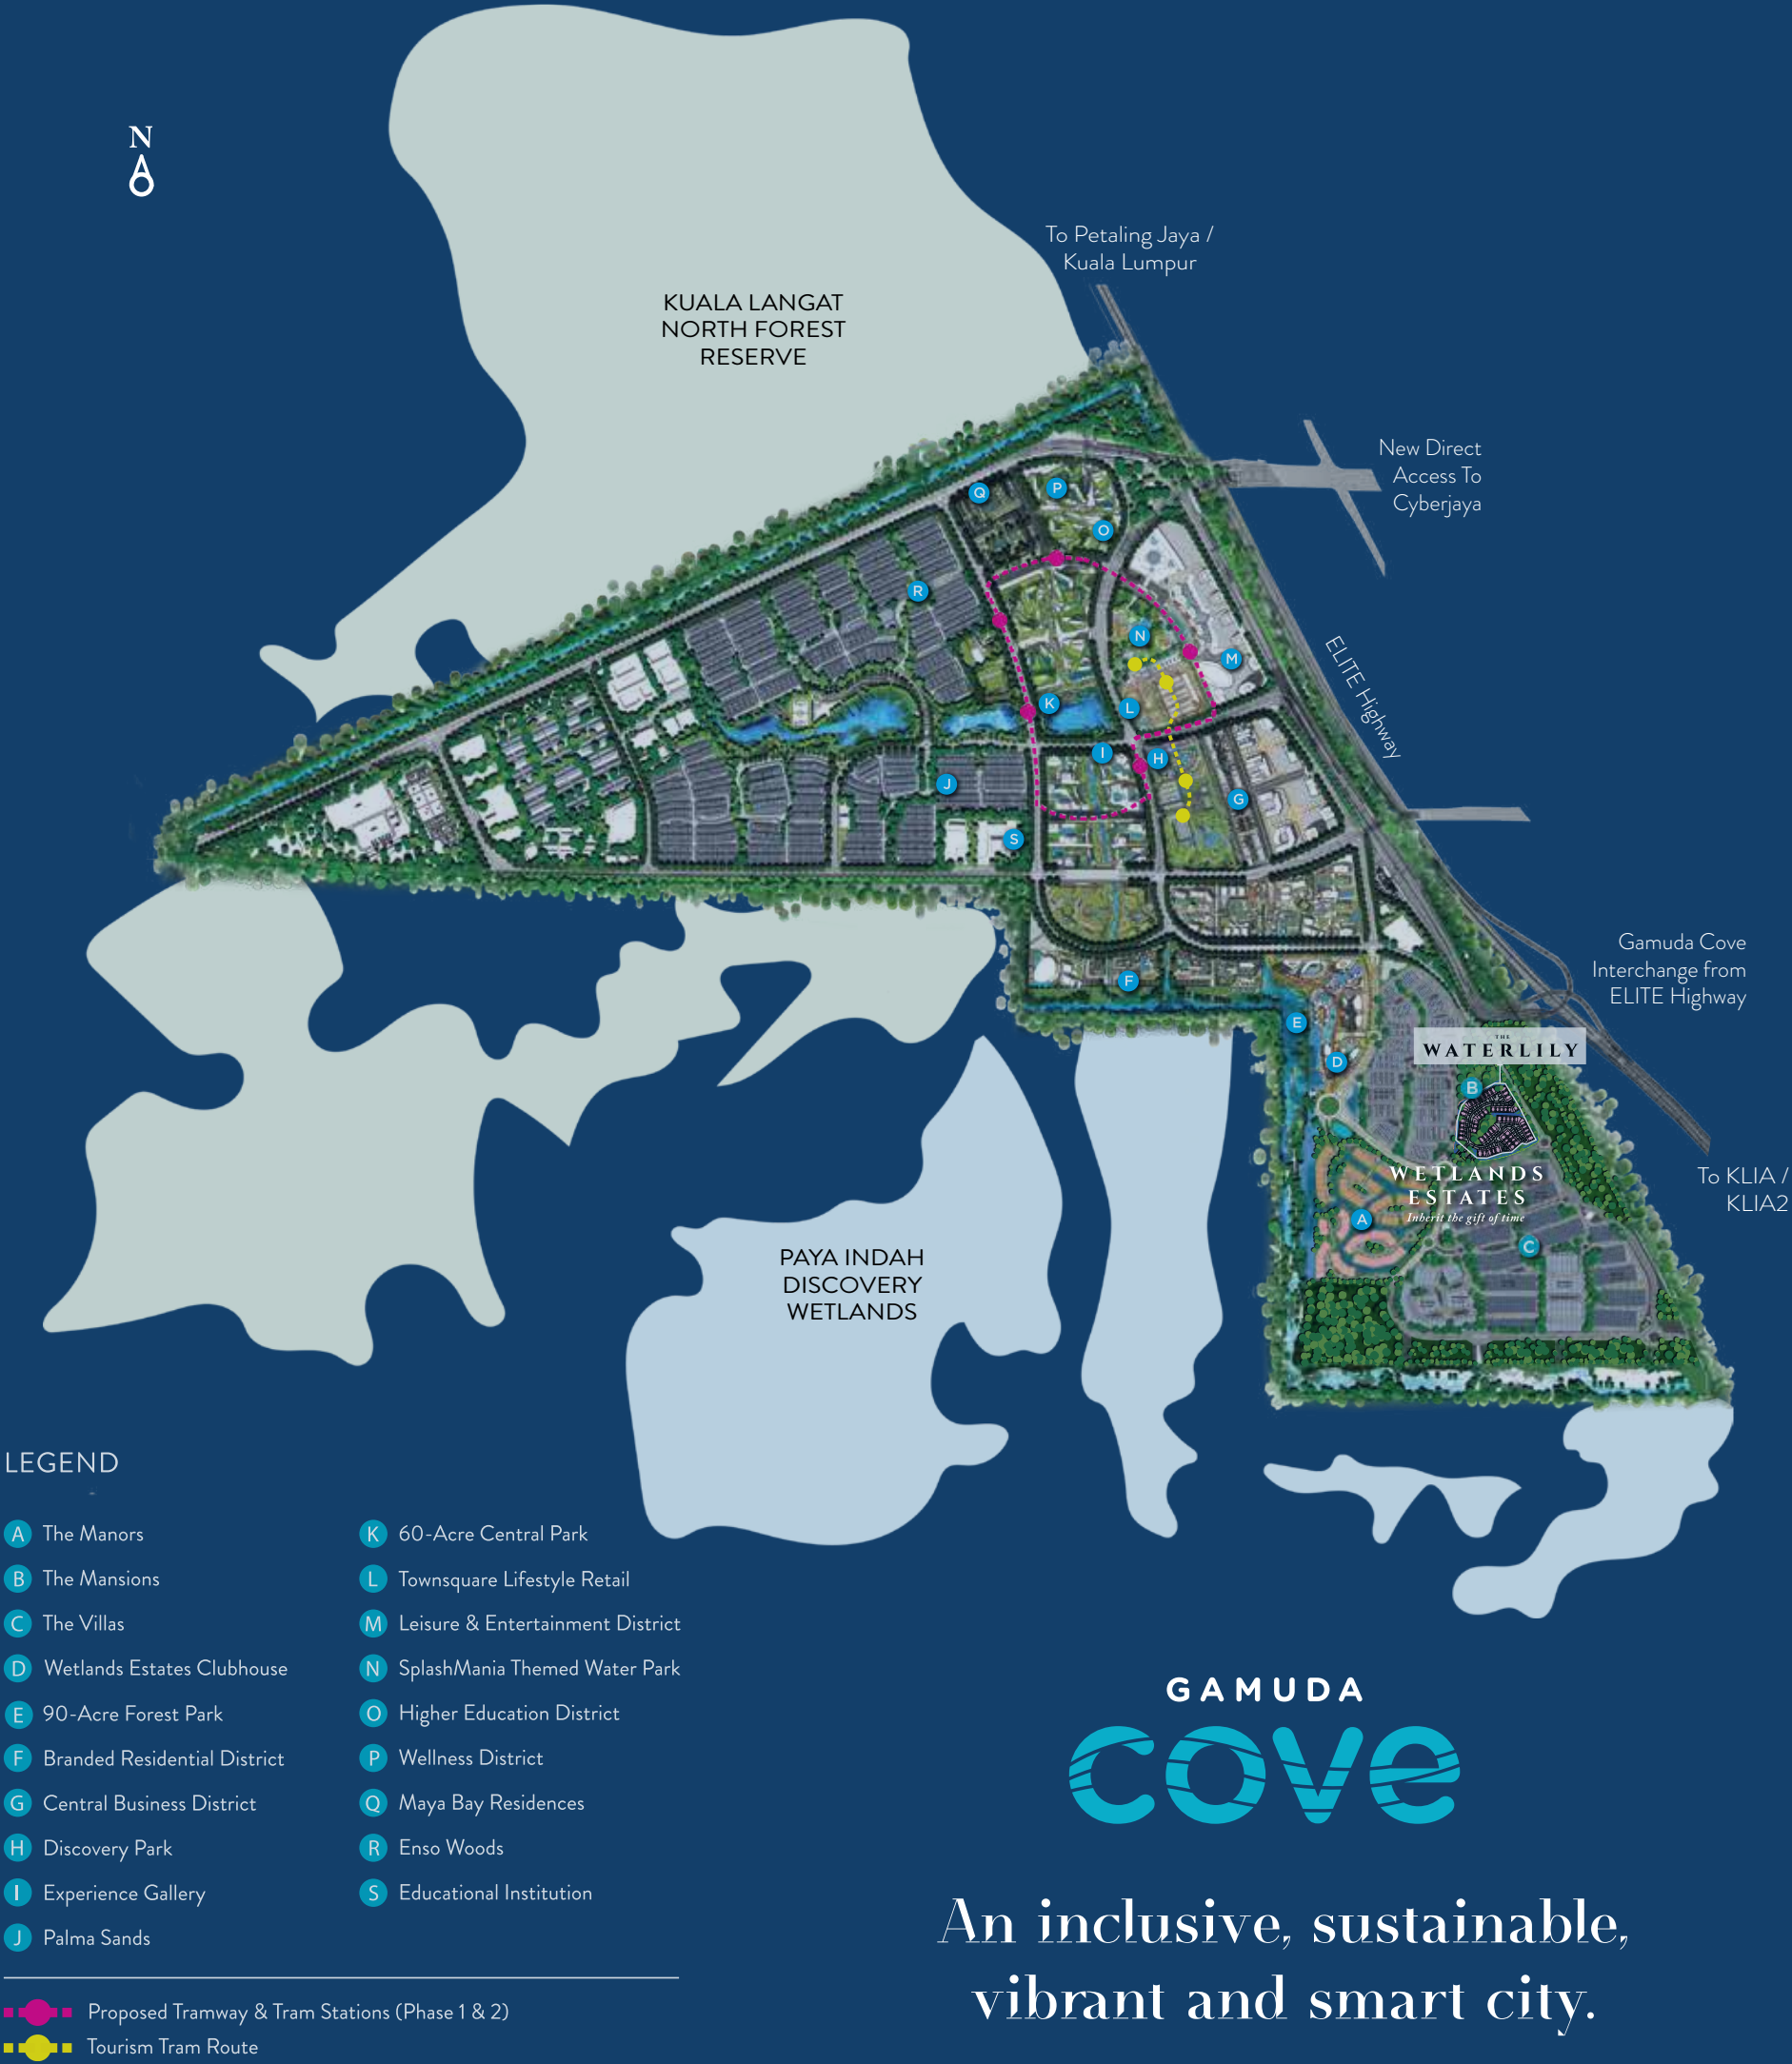 N
To Petaling Jaya /
Kuala Lumpur
KUALA LANGAT
NORTH FOREST
RESERVE
New Direct
Access To
Cyberjaya
Q
P
O
R
N
M
ELITE Highway
K
L
I
H
J
G
S
Gamuda Cove
Interchange from
ELITE Highway
F
E
THE
WATERLILY
D
B
To KLIA /
KLIA2
WETLANDS
ESTATES
Inherit the gift of time
A
C
PAYA INDAH
DISCOVERY
WETLANDS
LEGEND
A The Manors
B The Mansions
C The Villas
D Wetlands Estates Clubhouse
E 90-Acre Forest Park
F Branded Residential District
G Central Business District
H Discovery Park
I Experience Gallery
J Palma Sands
K 60-Acre Central Park
L Townsquare Lifestyle Retail
M Leisure & Entertainment District
N SplashMania Themed Water Park
O Higher Education District
P Wellness District
Q Maya Bay Residences
R Enso Woods
S Educational Institution
Proposed Tramway & Tram Stations (Phase 1 & 2)
Tourism Tram Route
GAMUDA
cove
An inclusive, sustainable,
vibrant and smart city.